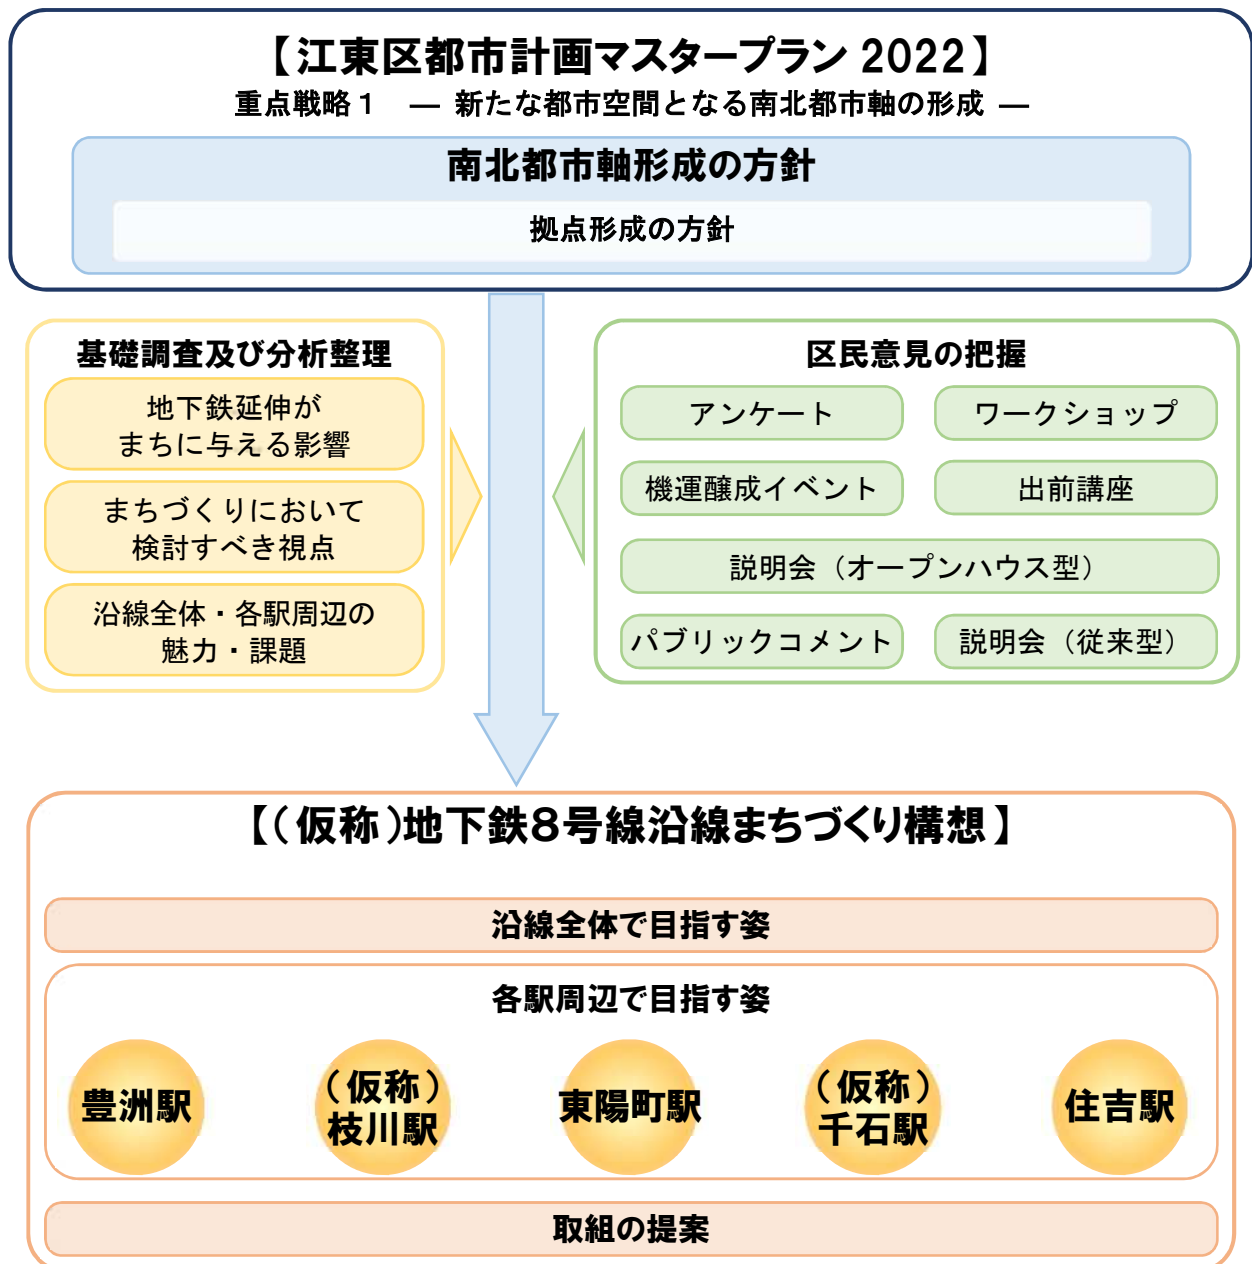 【江東区都市計画マスタープラン 2022】
重点戦略１ ― 新たな都市空間となる南北都市軸の形成 ―
南北都市軸形成の方針
拠点形成の方針
基礎調査及び分析整理
地下鉄延伸が
まちに与える影響
まちづくりにおいて
検討すべき視点
沿線全体・各駅周辺の
魅力・課題
区民意見の把握
アンケート
ワークショップ
機運醸成イベント
出前講座
説明会（オープンハウス型）
パブリックコメント
説明会（従来型）
【（仮称）地下鉄８号線沿線まちづくり構想】
沿線全体で目指す姿
各駅周辺で目指す姿
豊洲駅
（仮称）
枝川駅
東陽町駅
（仮称）
千石駅
住吉駅
取組の提案